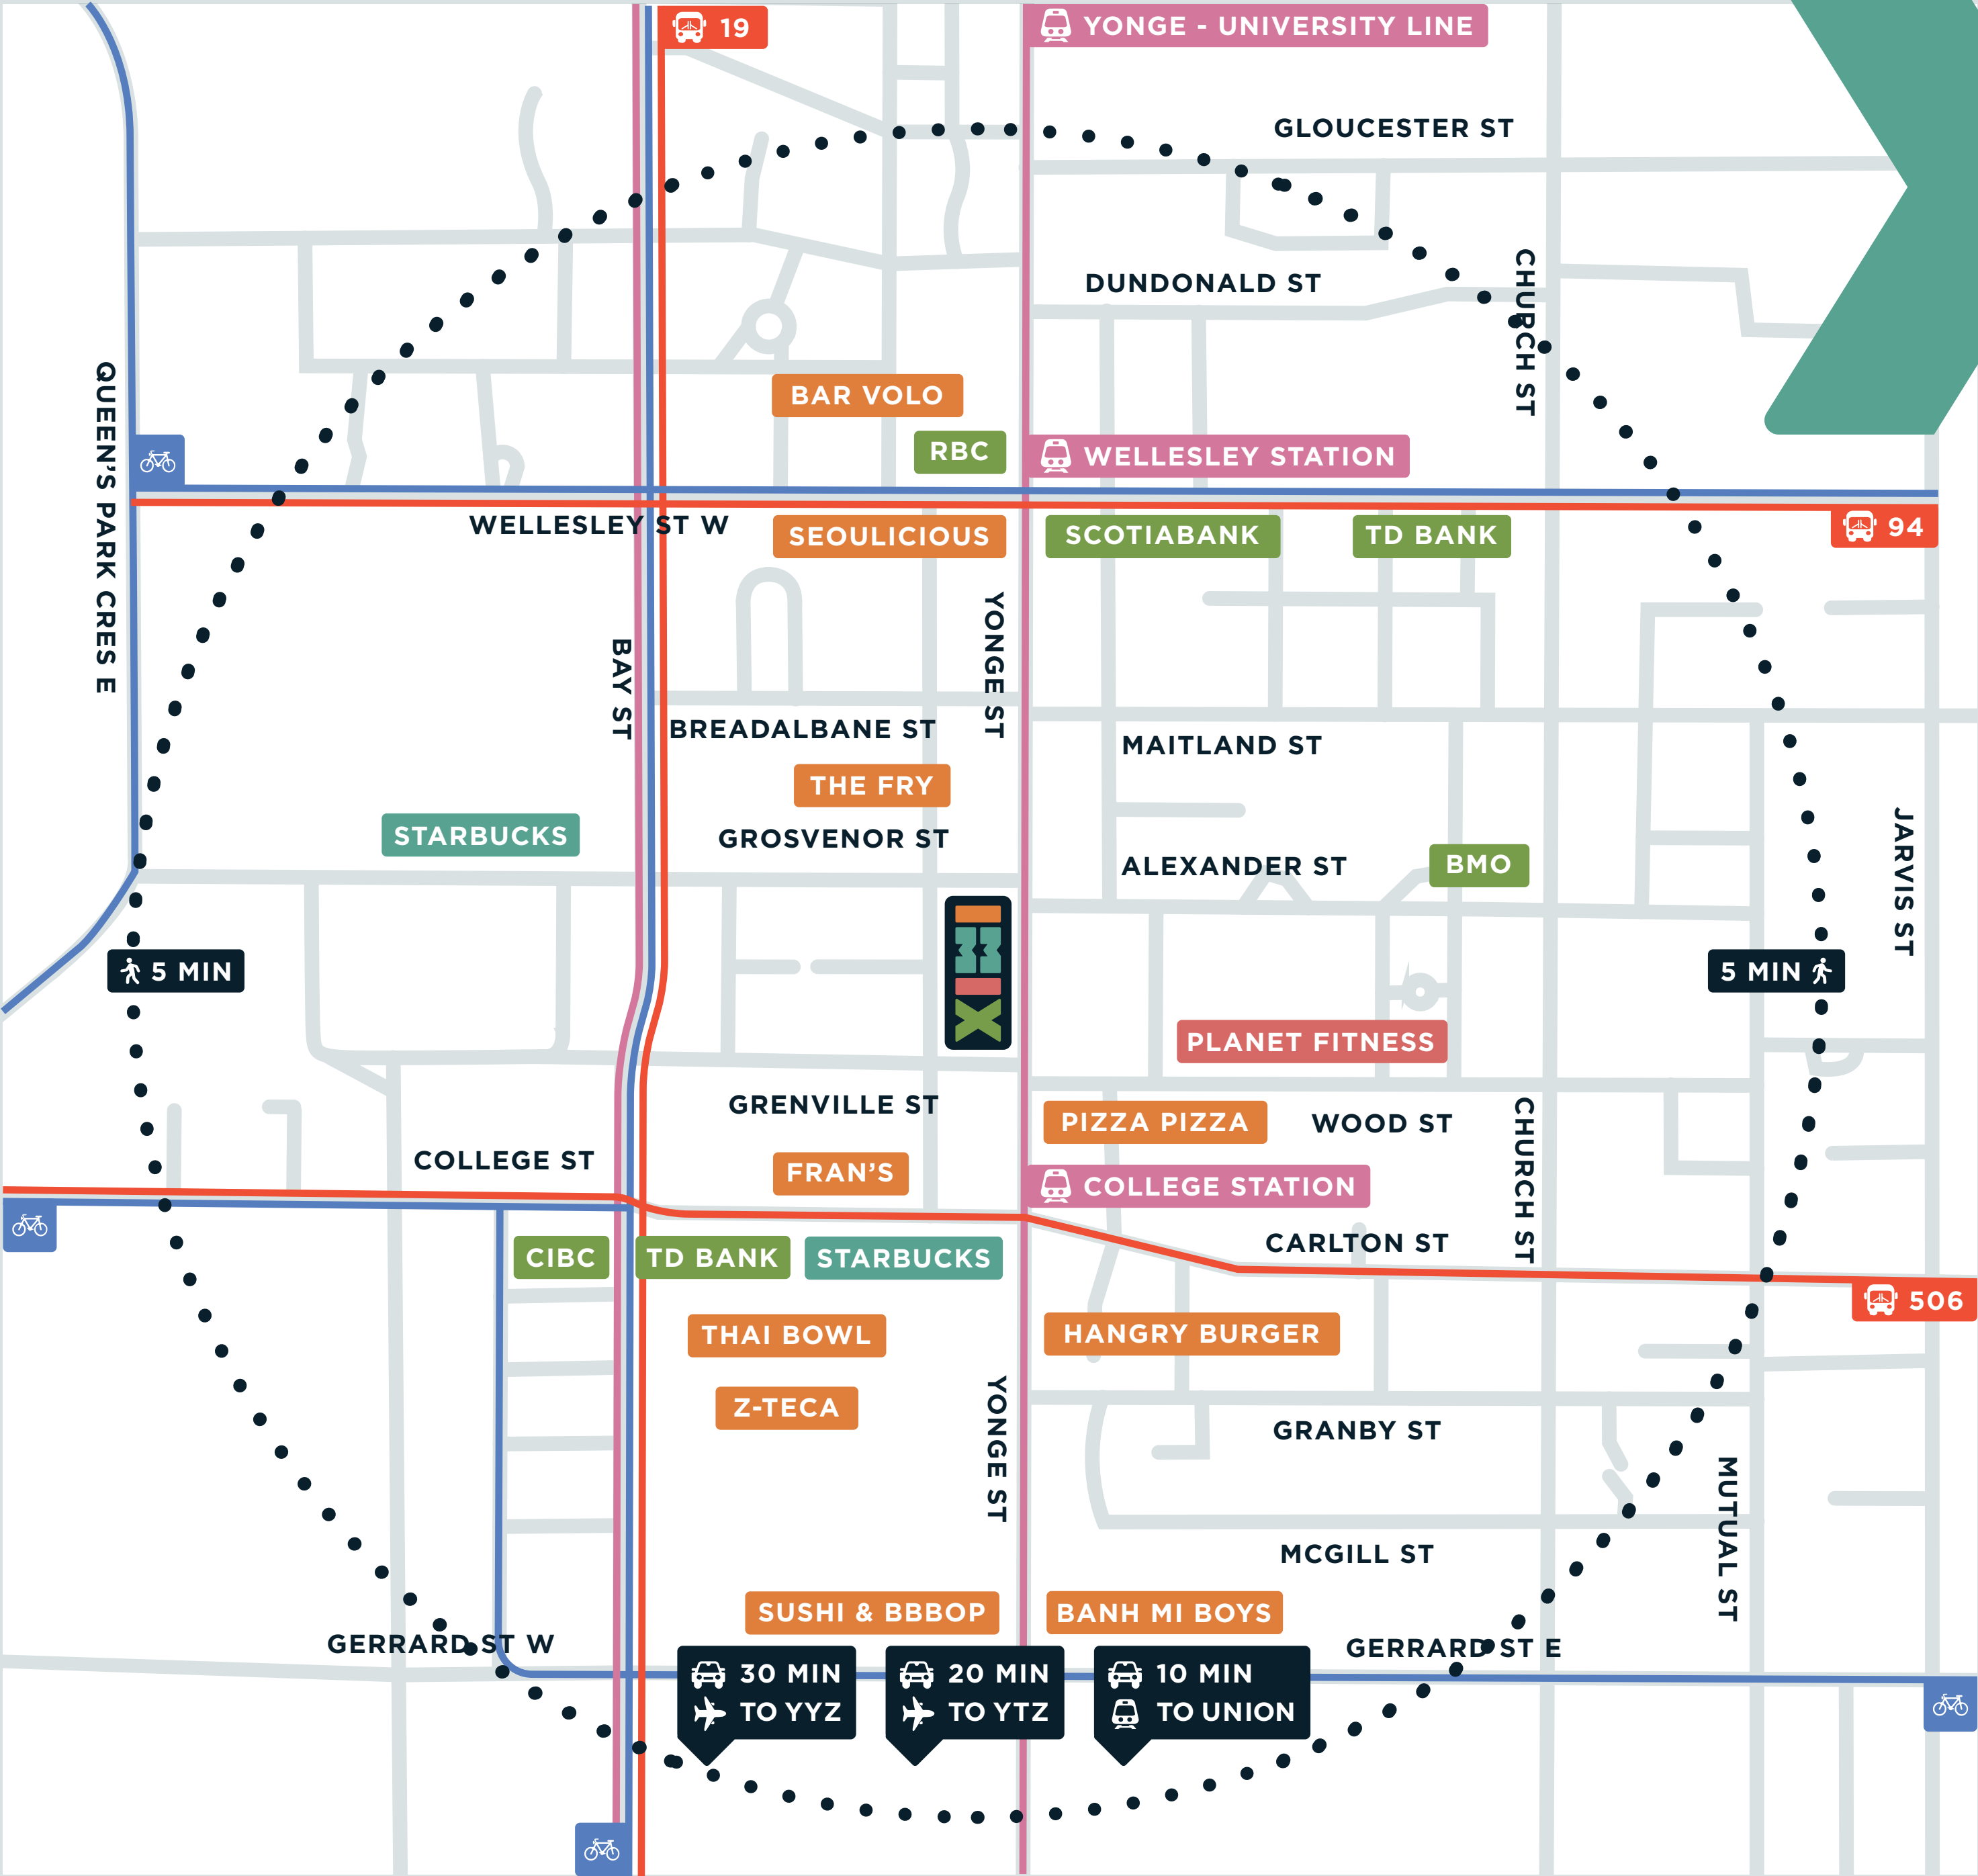 19
YONGE - UNIVERSITY LINE
GLOUCESTER ST
DUNDONALD ST
CHURCH ST
QUEEN'S PARK CRES E
BAR VOLO
RBC
WELLESLEY STATION
WELLESLEY ST W
SEOULICIOUS
SCOTIABANK
TD BANK
94
BAY ST
YONGE ST
BREADALBANE ST
MAITLAND ST
THE FRY
STARBUCKS
GROSVENOR ST
ALEXANDER ST
BMO
JARVIS ST
5 MIN
33
X
5 MIN
PLANET FITNESS
GRENVILLE ST
PIZZA PIZZA
WOOD ST
CHURCH ST
COLLEGE ST
FRAN'S
COLLEGE STATION
CARLTON ST
CIBC
TD BANK
STARBUCKS
506
THAI BOWL
HANGRY BURGER
Z-TECA
YONGE ST
GRANBY ST
MUTUAL ST
MCGILL ST
SUSHI & BBBOP
BANH MI BOYS
GERRARD ST W
GERRARD ST E
30 MIN
TO YYZ
20 MIN
TO YTZ
10 MIN
TO UNION